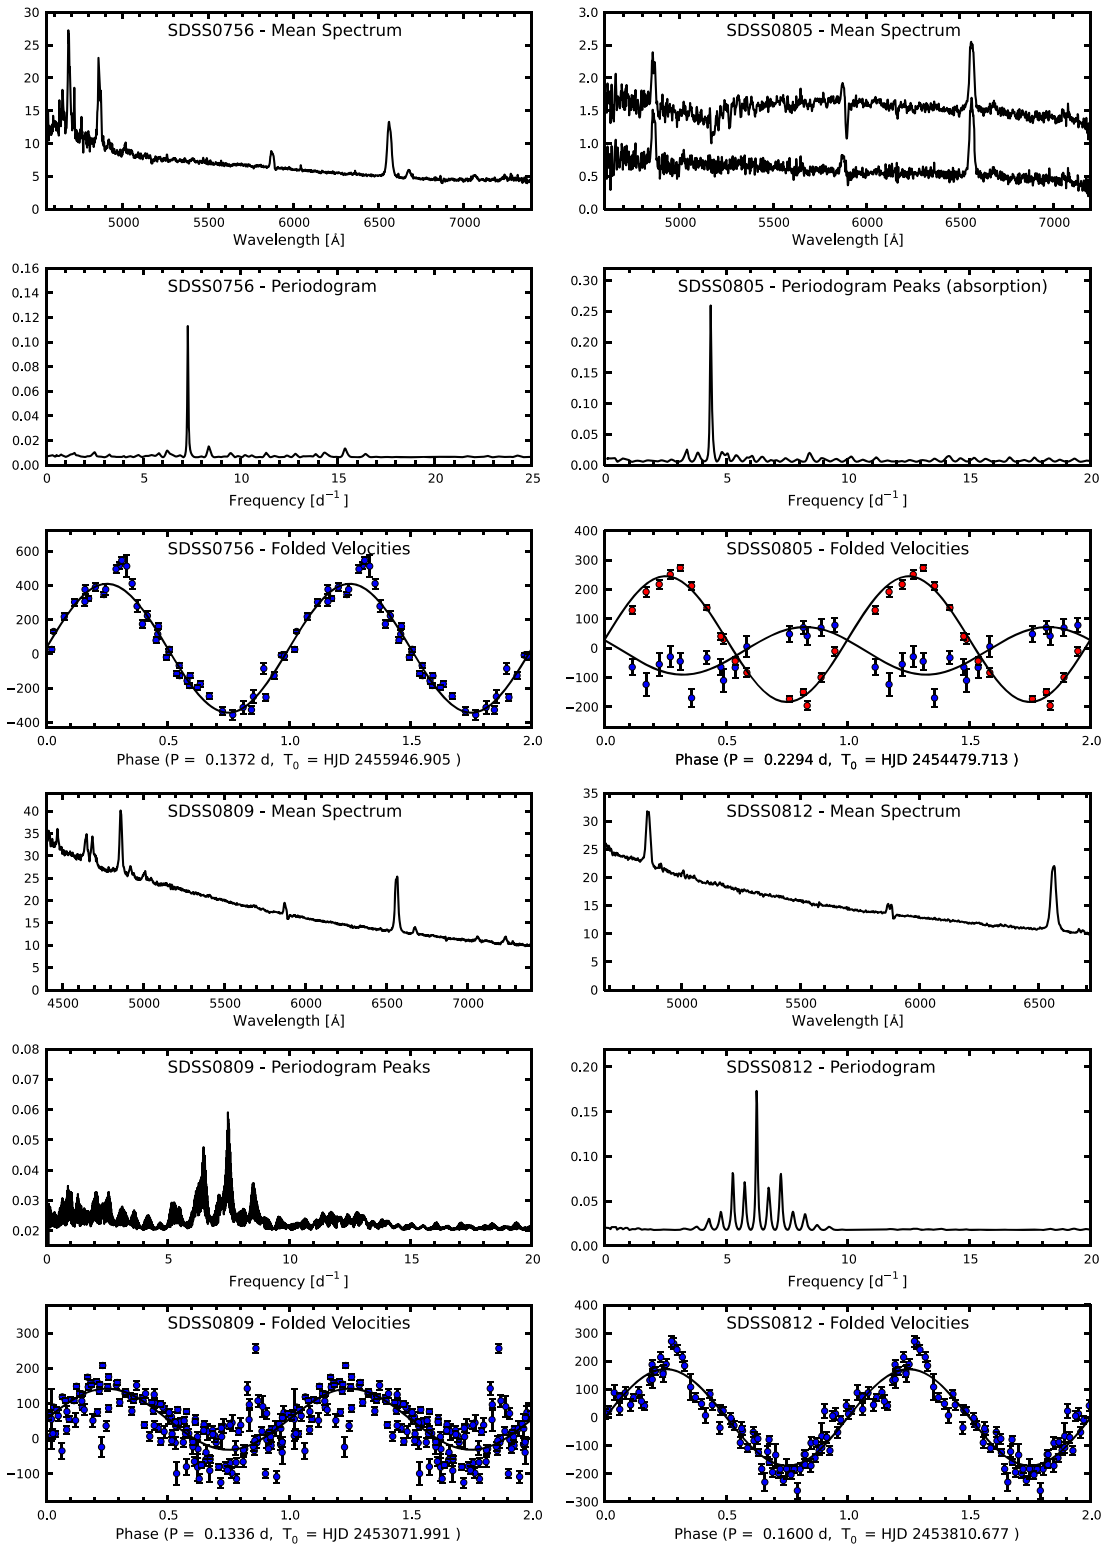 SDSS0756 - Mean Spectrum
30
25
20
15
10
5
0
5000 5500 6000 6500 7000
Wavelength [Å]
SDSS0805 - Mean Spectrum
3.0
2.5
2.0
1.5
1.0
0.5
0.0
5000 5500 6000 6500 7000
Wavelength [Å]
SDSS0756 - Periodogram
0.16
0.14
0.12
0.10
0.08
0.06
0.04
0.02
0.00
0 5 10 15 20 25
Frequency [d⁻¹ ]
SDSS0805 - Periodogram Peaks (absorption)
0.30
0.25
0.20
0.15
0.10
0.05
0.00
0 5 10 15 20
Frequency [d⁻¹ ]
SDSS0756 - Folded Velocities
600
400
200
0
−200
−400
0.0 0.5 1.0 1.5 2.0
Phase (P = 0.1372 d, T₀ = HJD 2455946.905 )
SDSS0805 - Folded Velocities
400
300
200
100
0
−100
−200
0.0 0.5 1.0 1.5 2.0
Phase (P = 0.2294 d, T₀ = HJD 2454479.713 )
SDSS0809 - Mean Spectrum
40
35
30
25
20
15
10
5
0
4500 5000 5500 6000 6500 7000
Wavelength [Å]
SDSS0812 - Mean Spectrum
35
30
25
20
15
10
5
0
5000 5500 6000 6500
Wavelength [Å]
SDSS0809 - Periodogram Peaks
0.08
0.07
0.06
0.05
0.04
0.03
0.02
0 5 10 15 20
Frequency [d⁻¹ ]
SDSS0812 - Periodogram
0.20
0.15
0.10
0.05
0.00
0 5 10 15 20
Frequency [d⁻¹ ]
SDSS0809 - Folded Velocities
300
200
100
0
−100
0.0 0.5 1.0 1.5 2.0
Phase (P = 0.1336 d, T₀ = HJD 2453071.991 )
SDSS0812 - Folded Velocities
400
300
200
100
0
−100
−200
−300
0.0 0.5 1.0 1.5 2.0
Phase (P = 0.1600 d, T₀ = HJD 2453810.677 )